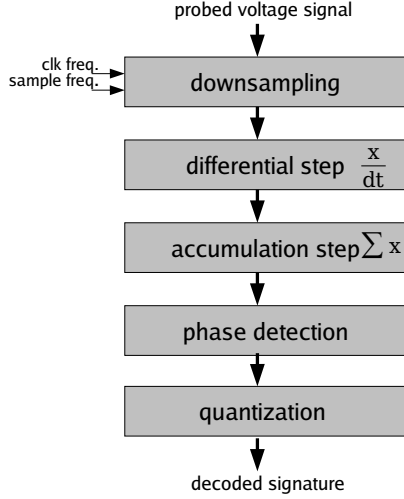 probed voltage signal
clk freq.
sample freq.
downsampling
differential step x/dt
accumulation step ∑ x
phase detection
quantization
decoded signature